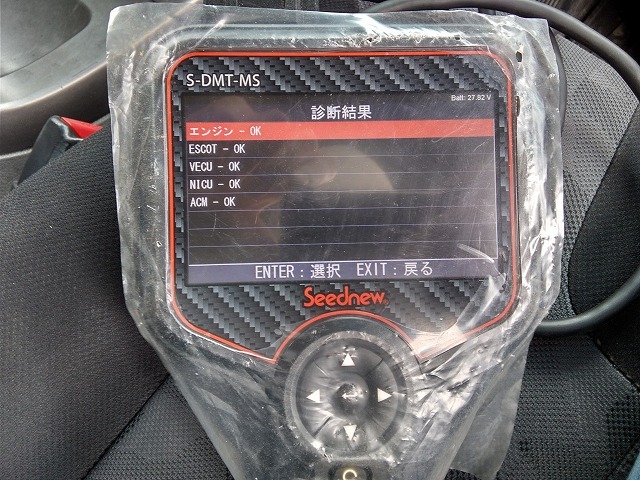 S-DMT-MS
Batt: 27.82 V
診断結果
エンジン - OK
ESCOT - OK
VECU - OK
NICU - OK
ACM - OK
ENTER：選択 EXIT：戻る
Seednew